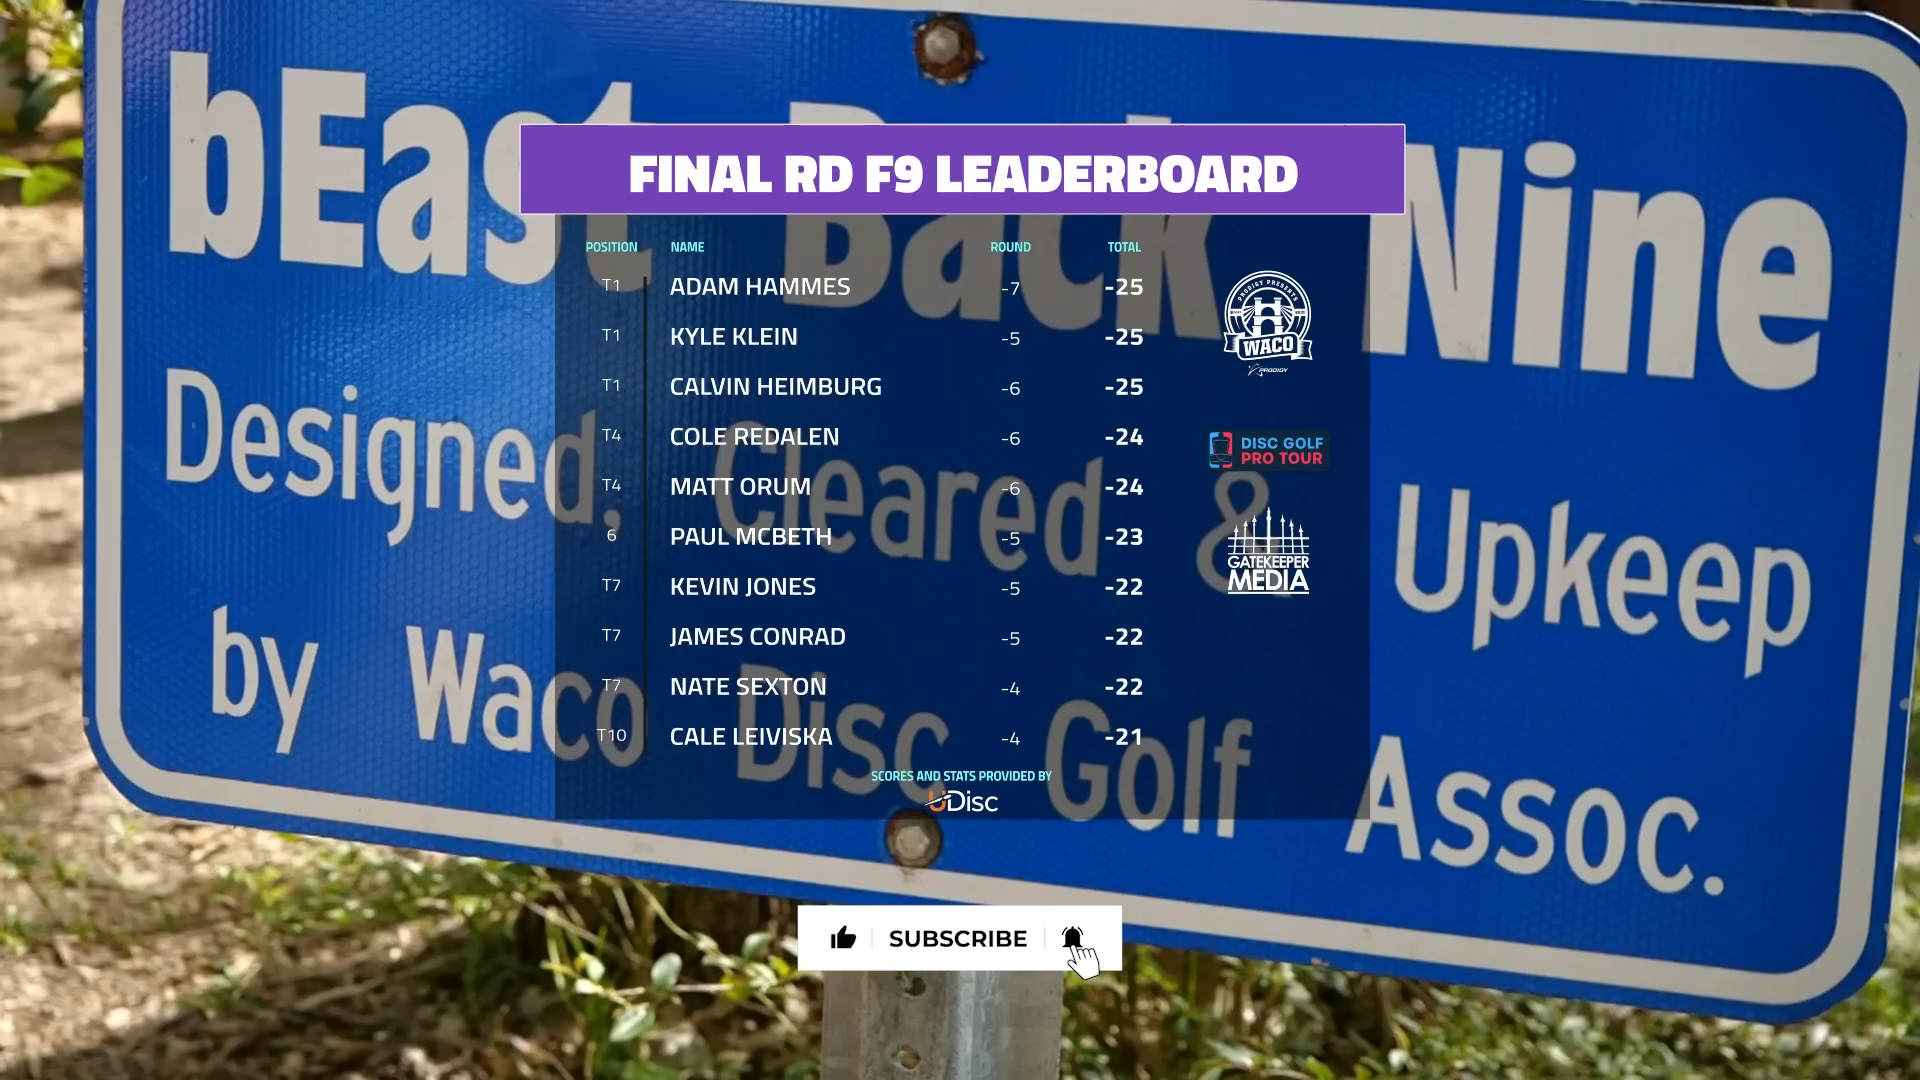 bEast Back Nine
Designed, Cleared & Upkeep
by Waco Disc Golf Assoc.
FINAL RD F9 LEADERBOARD
POSITION NAME ROUND TOTAL
T1 ADAM HAMMES -7 -25
T1 KYLE KLEIN -5 -25
T1 CALVIN HEIMBURG -6 -25
T4 COLE REDALEN -6 -24
T4 MATT ORUM -6 -24
6 PAUL MCBETH -5 -23
T7 KEVIN JONES -5 -22
T7 JAMES CONRAD -5 -22
T7 NATE SEXTON -4 -22
T10 CALE LEIVISKA -4 -21
SCORES AND STATS PROVIDED BY
UDisc
PRODIGY PRESENTS
WACO
PRODIGY
DISC GOLF
PRO TOUR
GATEKEEPER
MEDIA
SUBSCRIBE